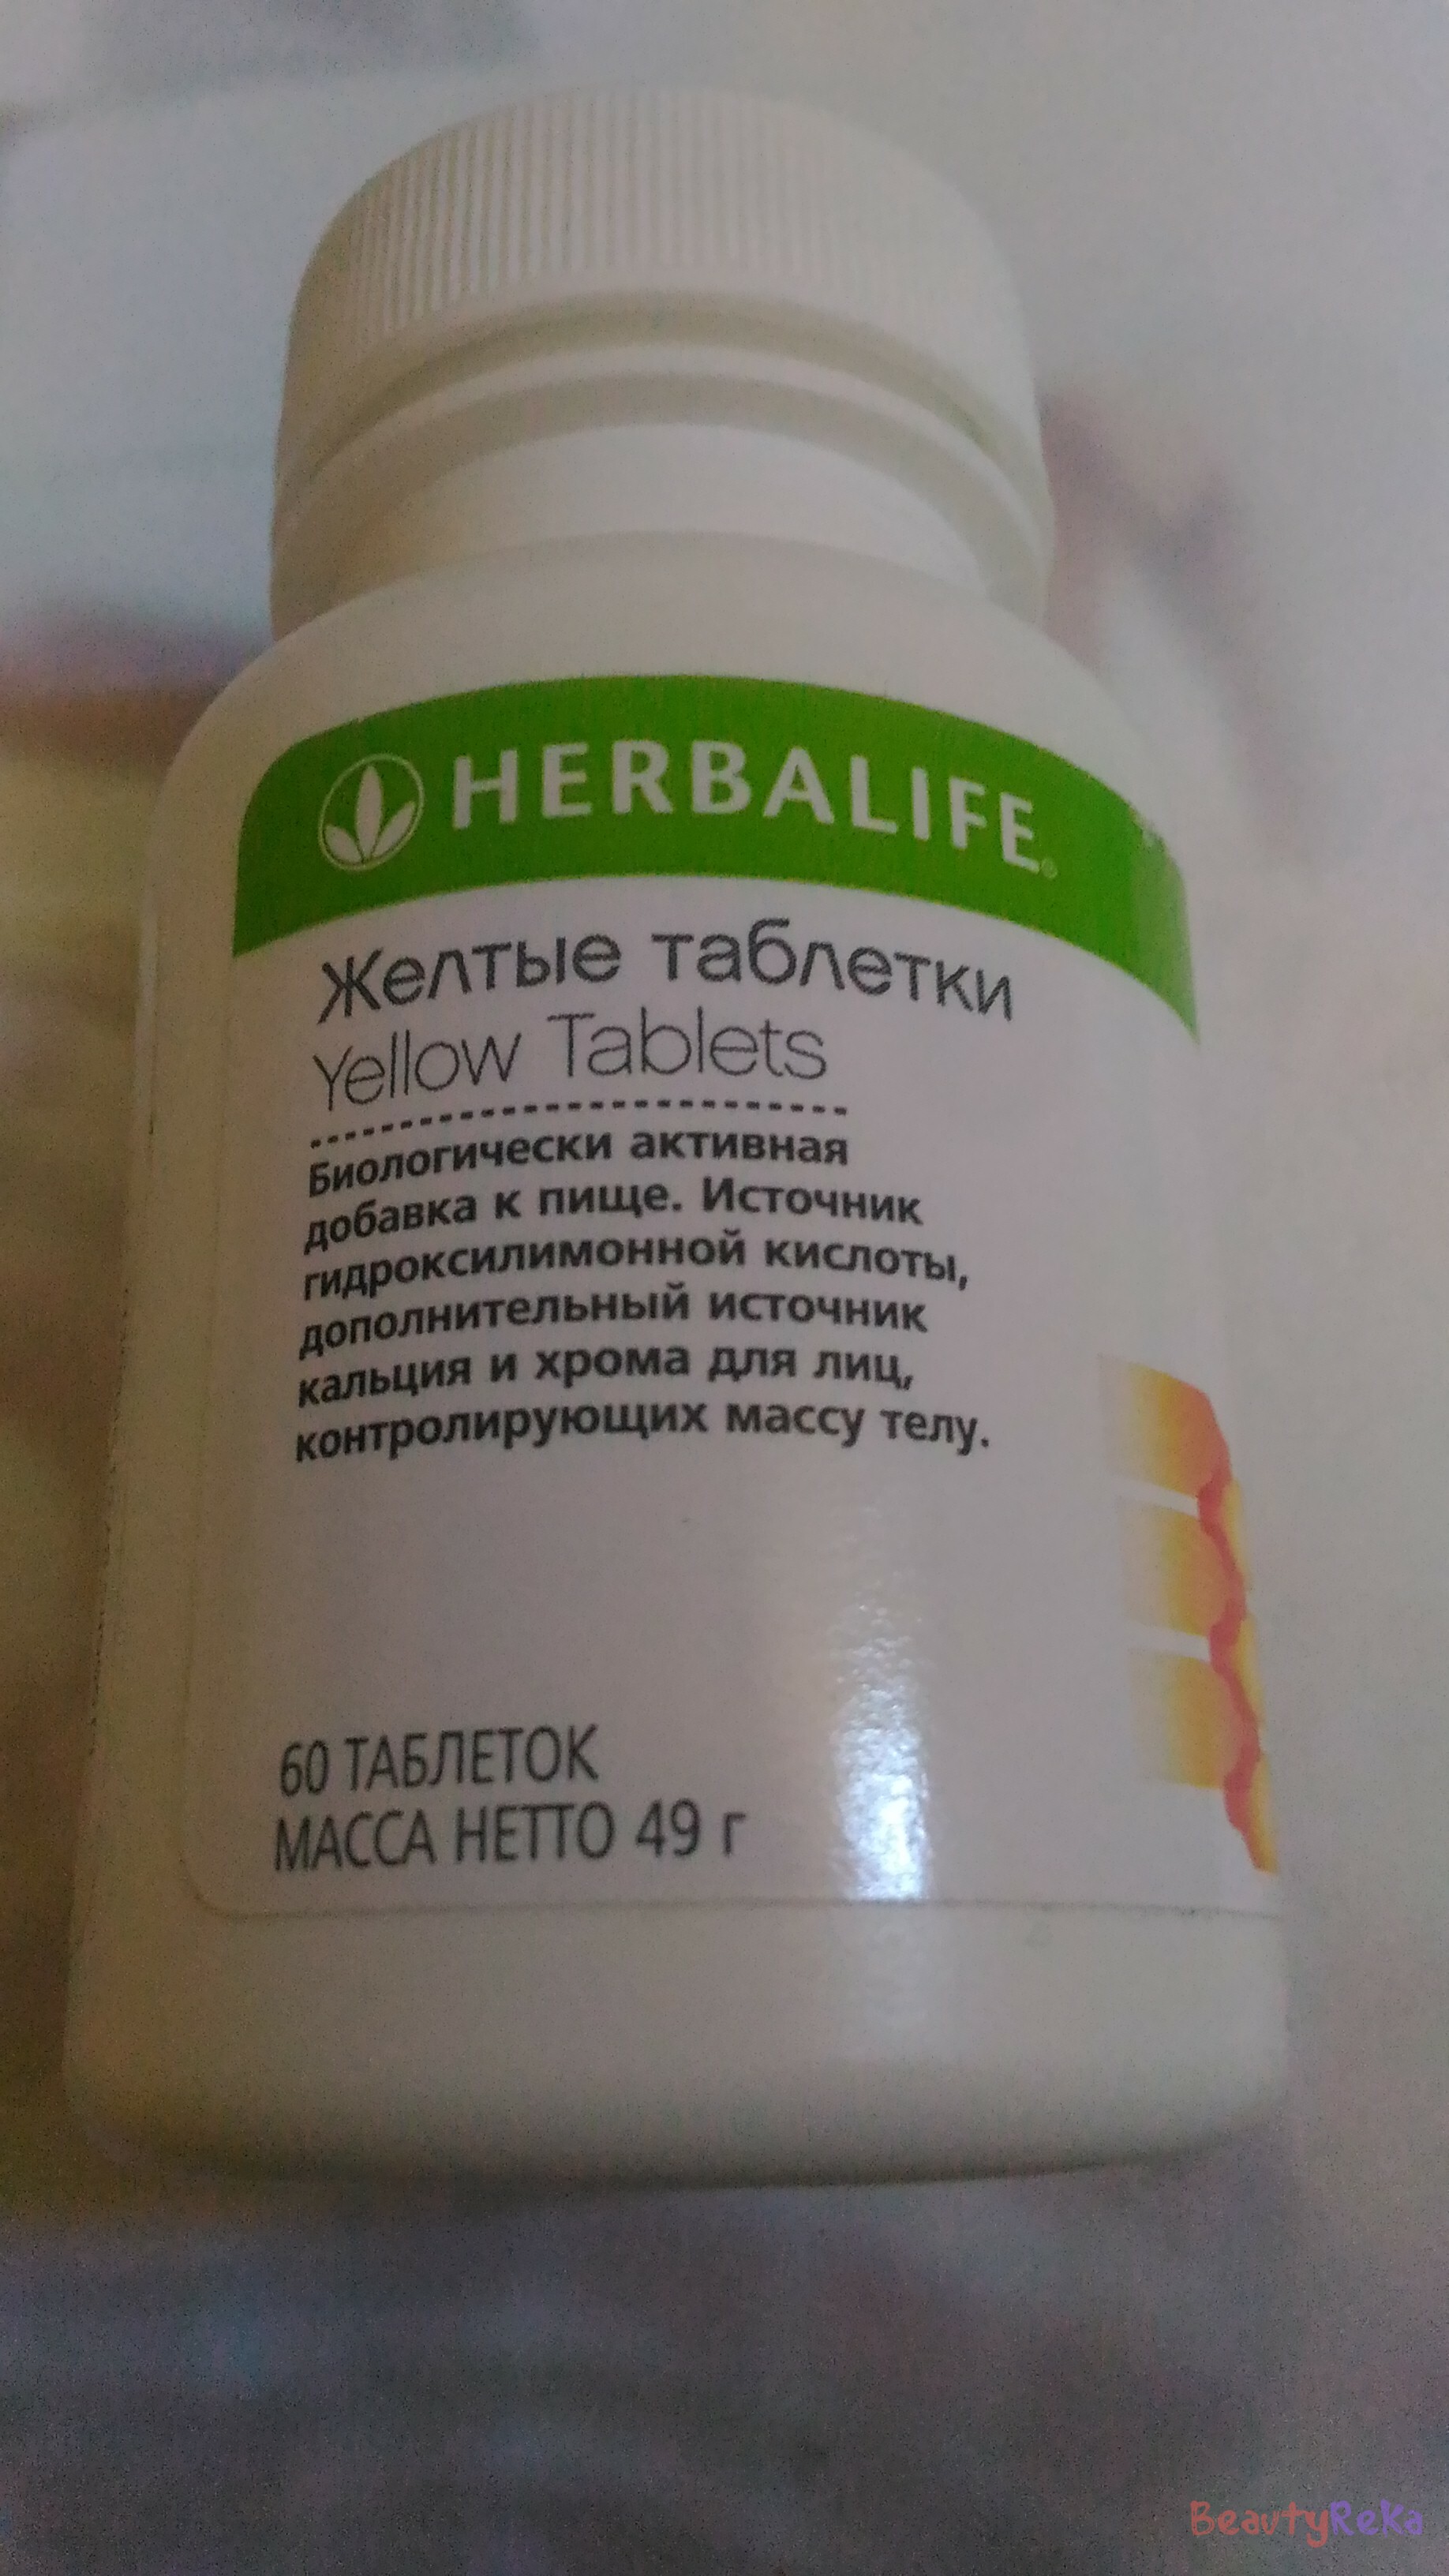 HERBALIFE®
Желтые таблетки
Yellow Tablets
Биологически активная
добавка к пище. Источник
гидроксилимонной кислоты,
дополнительный источник
кальция и хрома для лиц,
контролирующих массу телу.
60 ТАБЛЕТОК
МАССА НЕТТО 49 г
BeautyReKa